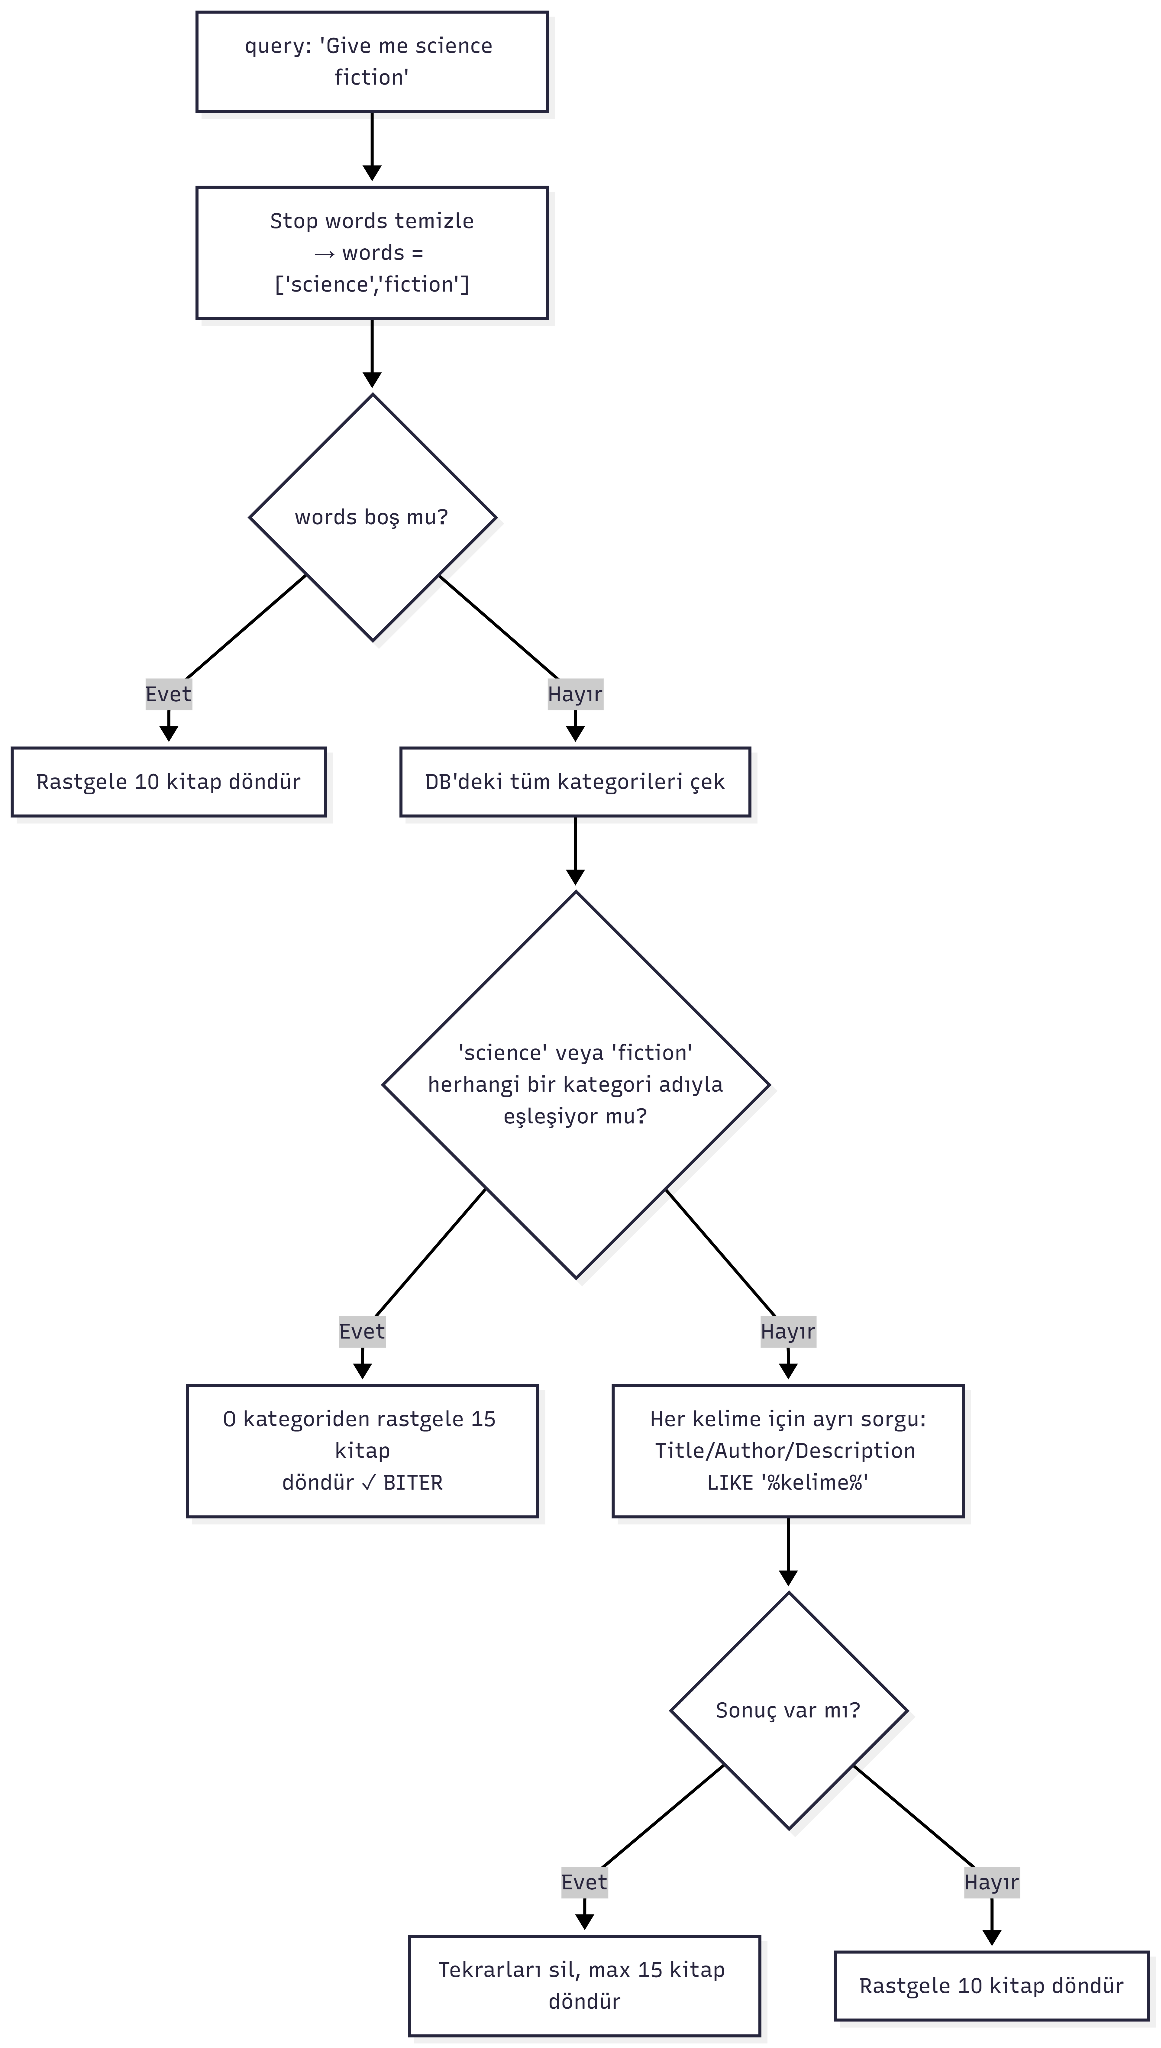 query: 'Give me science
fiction'
Stop words temizle
→ words =
['science','fiction']
words boş mu?
Evet
Hayır
Rastgele 10 kitap döndür
DB'deki tüm kategorileri çek
'science' veya 'fiction'
herhangi bir kategori adıyla
eşleşiyor mu?
Evet
Hayır
O kategoriden rastgele 15
kitap
döndür ✓ BITER
Her kelime için ayrı sorgu:
Title/Author/Description
LIKE '%kelime%'
Sonuç var mı?
Evet
Hayır
Tekrarları sil, max 15 kitap
döndür
Rastgele 10 kitap döndür